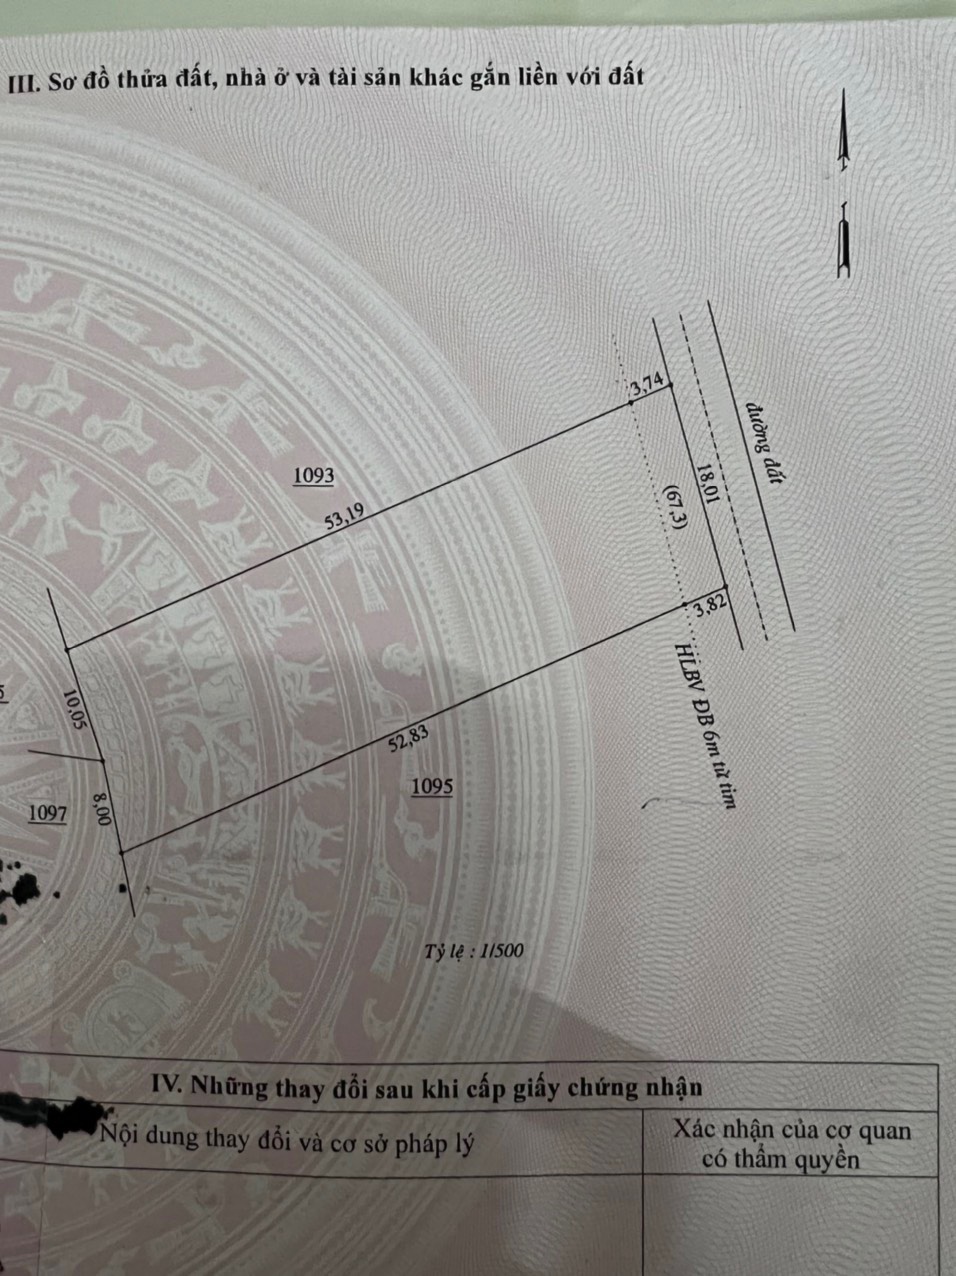 III. Sơ đồ thửa đất, nhà ở và tài sản khác gắn liền với đất
3,74
đường đất
1093
18,01
(67,3)
53,19
3,82
HLBV ĐB 6m từ tim
10,05
52,83
1095
8,00
1097
Tỷ lệ : 1/500
IV. Những thay đổi sau khi cấp giấy chứng nhận
Nội dung thay đổi và cơ sở pháp lý
Xác nhận của cơ quan
có thẩm quyền